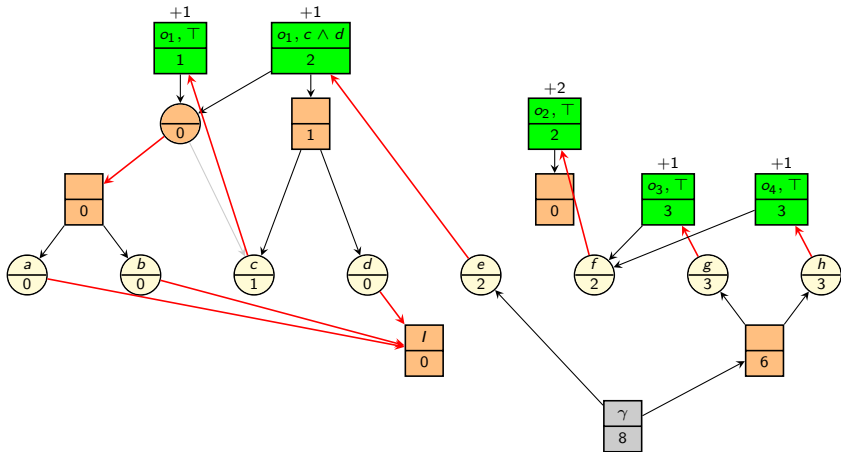 +1 +1
o₁, ⊤ o₁, c ∧ d
1 2
+2
o₂, ⊤
2
0
1
+1 +1
o₃, ⊤ o₄, ⊤
3 3
0
0
a b c d e f g h
0 0 1 0 2 2 3 3
I
0
6
γ
8